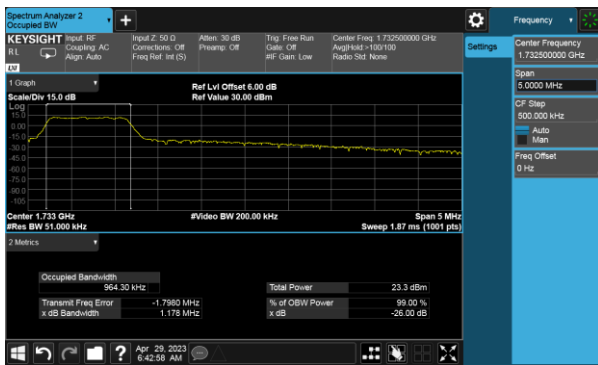 Spectrum Analyzer 2
Occupied BW
Frequency
KEYSIGHT
Input: RF
Coupling: AC
Align: Auto
Input Z: 50 Ω
Corrections: Off
Freq Ref: Int (S)
Atten: 30 dB
Preamp: Off
Trig: Free Run
Gate: Off
#IF Gain: Low
Center Freq: 1.732500000 GHz
Avg|Hold:>100/100
Radio Std: None
RL
LXI
Settings
Center Frequency
1.732500000 GHz
Span
5.0000 MHz
CF Step
500.000 kHz
Auto
Man
Freq Offset
0 Hz
1 Graph
Scale/Div 15.0 dB
Ref Lvl Offset 6.00 dB
Ref Value 30.00 dBm
Log
15.0
0.00
-15.0
-30.0
-45.0
-60.0
-75.0
-90.0
-105
Center 1.733 GHz
#Res BW 51.000 kHz
#Video BW 200.00 kHz
Span 5 MHz
Sweep 1.87 ms (1001 pts)
2 Metrics
Occupied Bandwidth
964.30 kHz
Total Power 23.3 dBm
Transmit Freq Error -1.7980 MHz
% of OBW Power 99.00 %
x dB Bandwidth 1.178 MHz
x dB -26.00 dB
?
Apr 29, 2023
6:42:58 AM